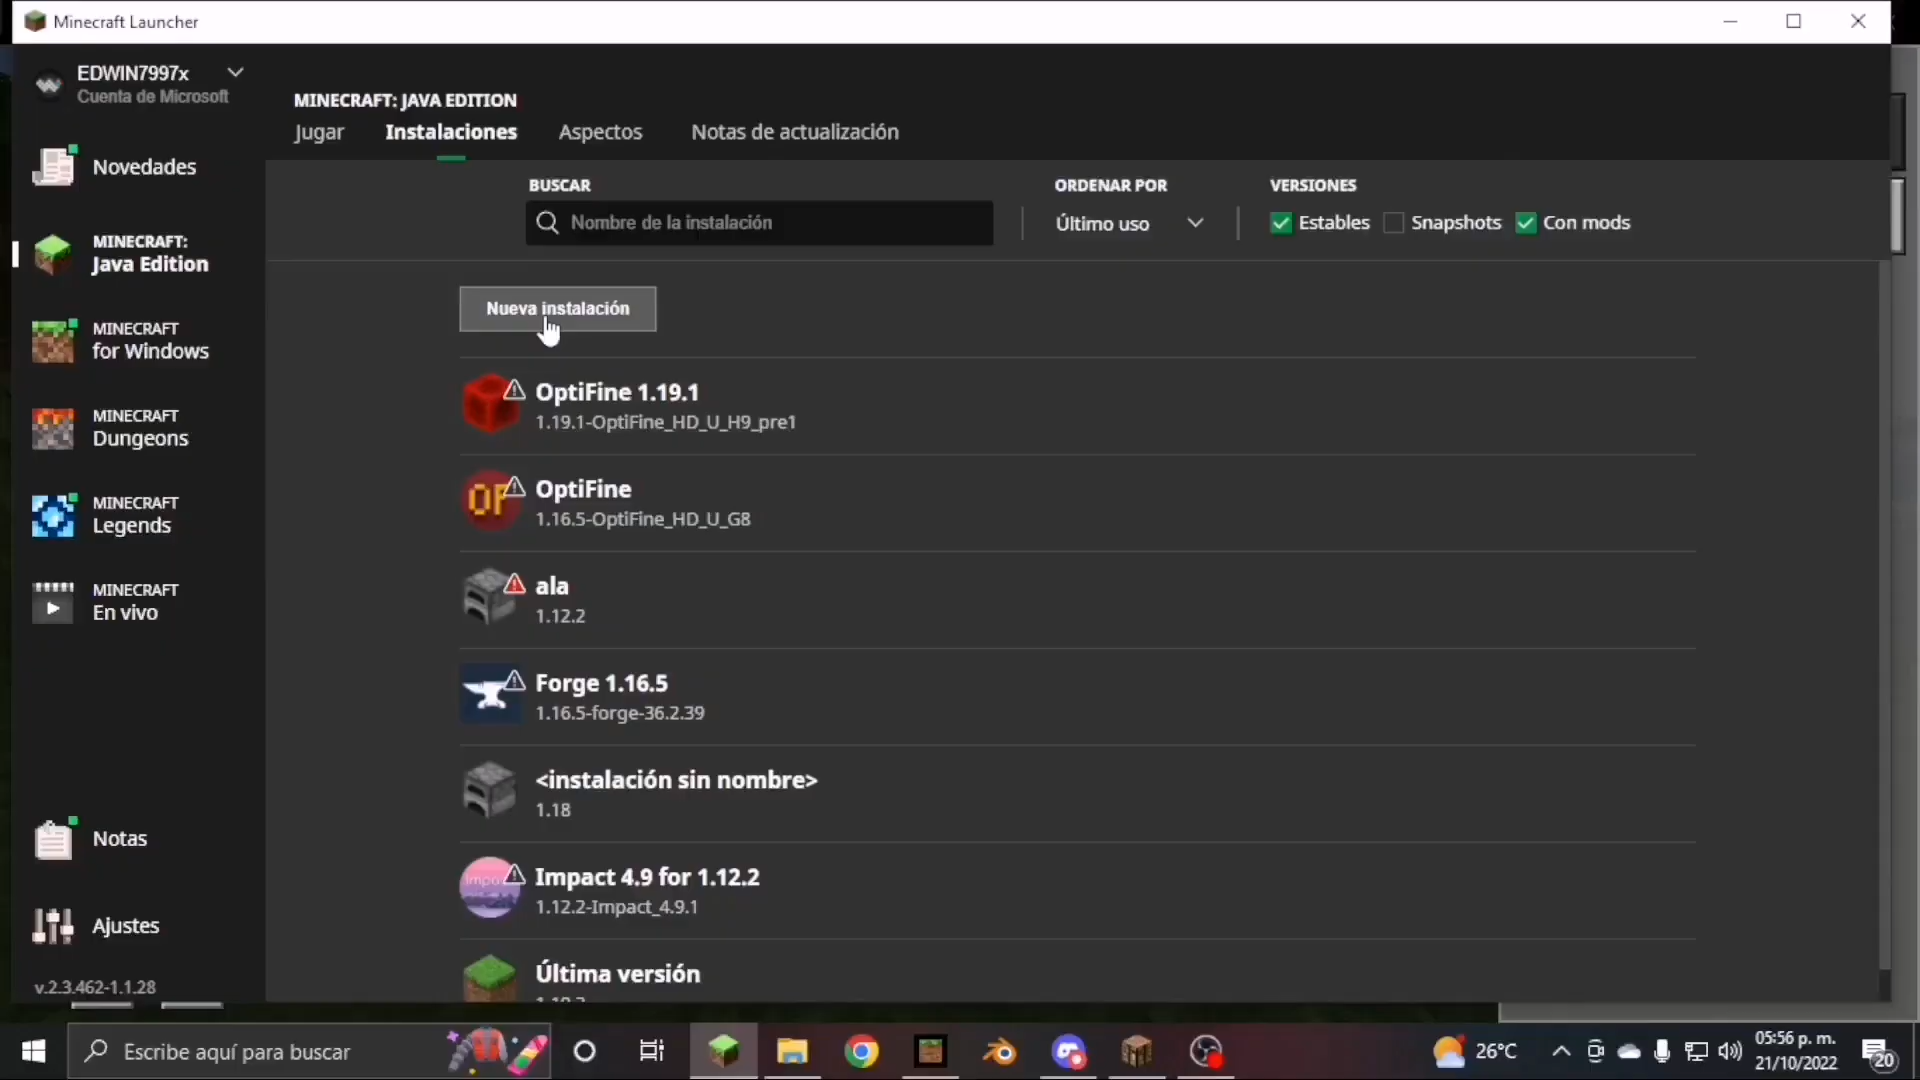 Minecraft Launcher
EDWIN7997x
Cuenta de Microsoft
Novedades
MINECRAFT:
Java Edition
MINECRAFT
for Windows
MINECRAFT
Dungeons
MINECRAFT
Legends
MINECRAFT
En vivo
Notas
Ajustes
v.2.3.462-1.1.28
MINECRAFT: JAVA EDITION
Jugar Instalaciones Aspectos Notas de actualización
BUSCAR
Nombre de la instalación
ORDENAR POR
Último uso
VERSIONES
Estables Snapshots Con mods
Nueva instalación
OptiFine 1.19.1
1.19.1-OptiFine_HD_U_H9_pre1
OF
OptiFine
1.16.5-OptiFine_HD_U_G8
ala
1.12.2
Forge 1.16.5
1.16.5-forge-36.2.39
<instalación sin nombre>
1.18
Impact 4.9 for 1.12.2
1.12.2-Impact_4.9.1
Última versión
Escribe aquí para buscar
26°C
05:56 p. m.
21/10/2022
20